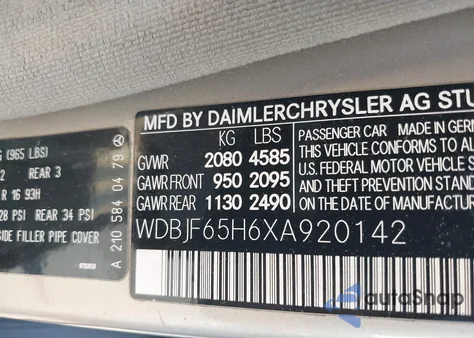 G (965 LBS)
2 REAR 3
R 16 93H
28 PSI REAR 34 PSI
SIDE FILLER PIPE COVER
A 210 584 04 79
MFD BY DAIMLERCHRYSLER AG STU
KG LBS
GVWR 2080 4585
GAWR FRONT 950 2095
GAWR REAR 1130 2490
PASSENGER CAR MADE IN GERM
THIS VEHICLE CONFORMS TO A
U.S. FEDERAL MOTOR VEHICLE S
AND THEFT PREVENTION STAND
ON THE DATE OF MANUFACTUR
WDBJF65H6XA920142
autoSnap